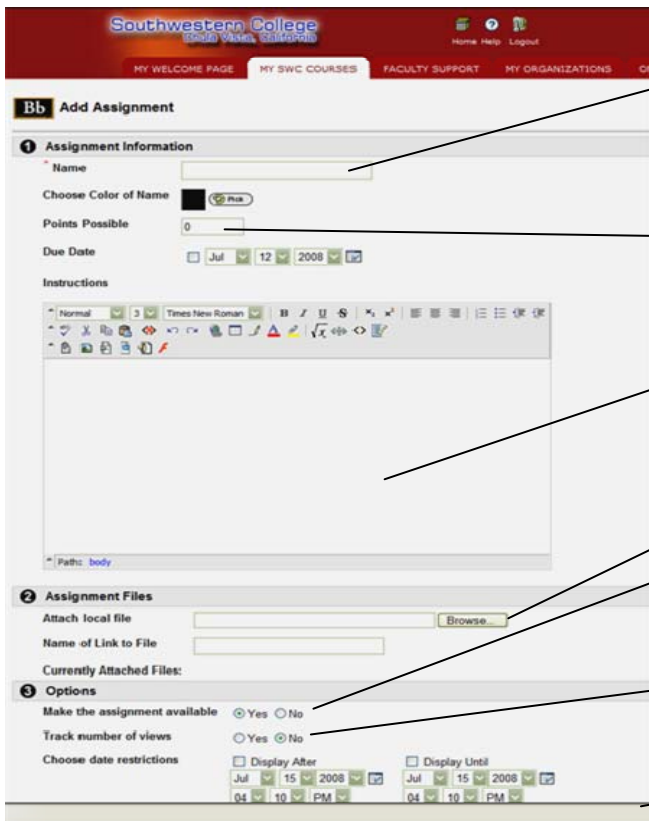 Southwestern College
Chula Vista, California
Home Help Logout
MY WELCOME PAGE MY SWC COURSES FACULTY SUPPORT MY ORGANIZATIONS
Bb Add Assignment
1 Assignment Information
* Name
Choose Color of Name Pick
Points Possible 0
Due Date Jul 12 2008
Instructions
Normal 3 Times New Roman B I U S x₂ x²
Path: body
2 Assignment Files
Attach local file Browse...
Name of Link to File
Currently Attached Files:
3 Options
Make the assignment available Yes No
Track number of views Yes No
Choose date restrictions Display After Display Until
Jul 15 2008 Jul 15 2008
04 10 PM 04 10 PM